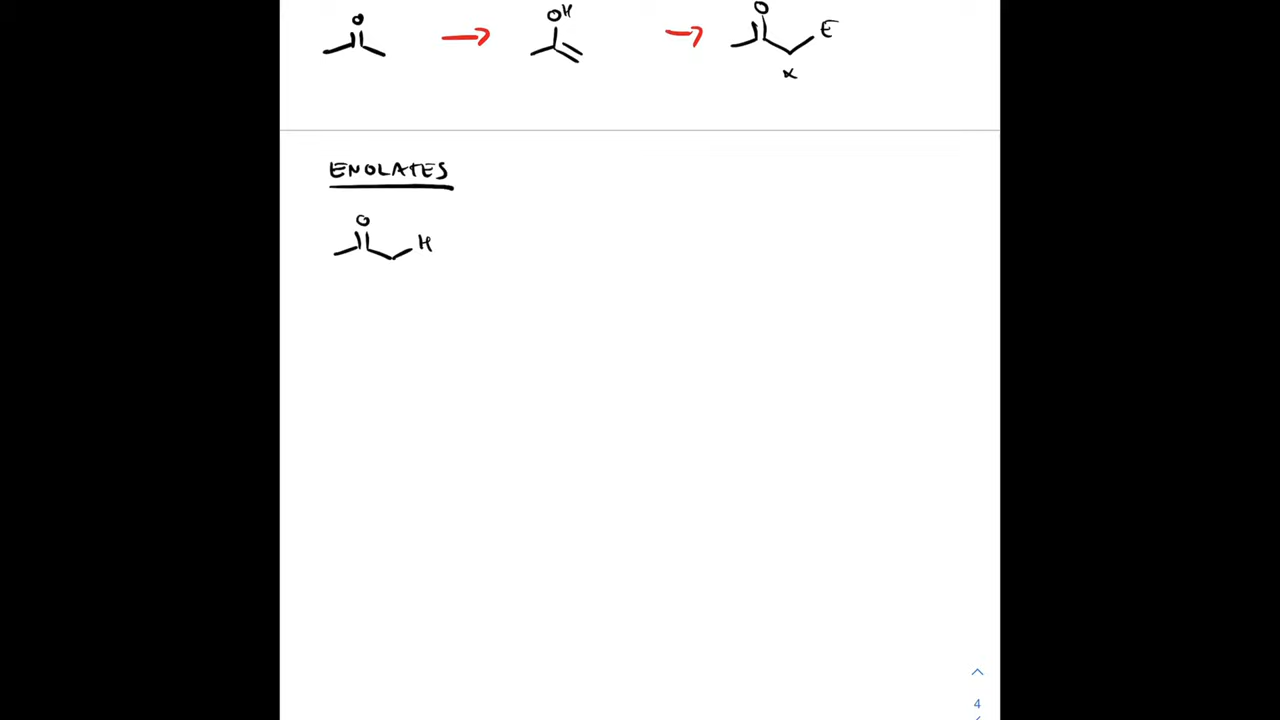 O OH O E
α
ENOLATES
O
H
4